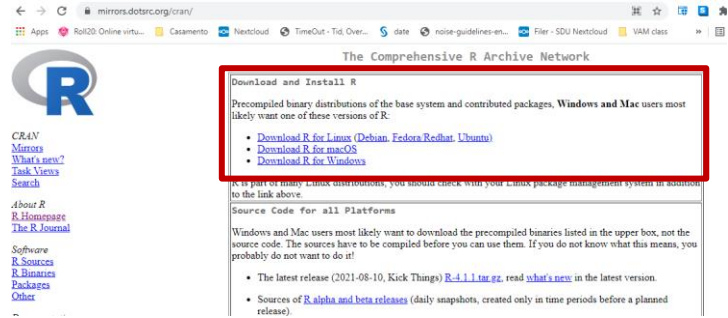 mirrors.dotsrc.org/cran/
Apps Roll20: Online virtu... Casamento Nextcloud TimeOut - Tid, Over... date noise-guidelines-en... Filer - SDU Nextcloud VAM class »
The Comprehensive R Archive Network
R
CRAN
Mirrors
What's new?
Task Views
Search
About R
R Homepage
The R Journal
Software
R Sources
R Binaries
Packages
Other
Download and Install R
Precompiled binary distributions of the base system and contributed packages, Windows and Mac users most
likely want one of these versions of R:
• Download R for Linux (Debian, Fedora/Redhat, Ubuntu)
• Download R for macOS
• Download R for Windows
R is part of many Linux distributions, you should check with your Linux package management system in addition
to the link above.
Source Code for all Platforms
Windows and Mac users most likely want to download the precompiled binaries listed in the upper box, not the
source code. The sources have to be compiled before you can use them. If you do not know what this means, you
probably do not want to do it!
• The latest release (2021-08-10, Kick Things) R-4.1.1.tar.gz, read what's new in the latest version.
• Sources of R alpha and beta releases (daily snapshots, created only in time periods before a planned
release).